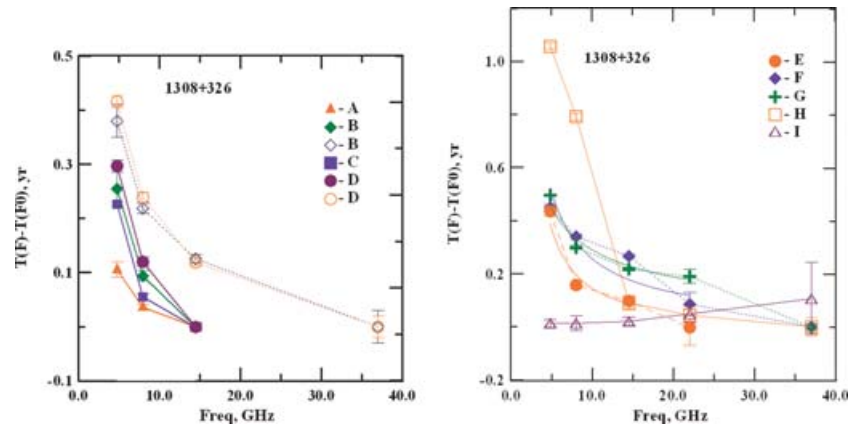 0.5
0.3
0.1
-0.1
T(F)-T(F0), yr
1308+326
- A
- B
- B
- C
- D
- D
0.0 10.0 20.0 30.0 40.0
Freq, GHz
1.0
0.6
0.2
-0.2
T(F)-T(F0), yr
1308+326
- E
- F
- G
- H
- I
0.0 10.0 20.0 30.0 40.0
Freq, GHz